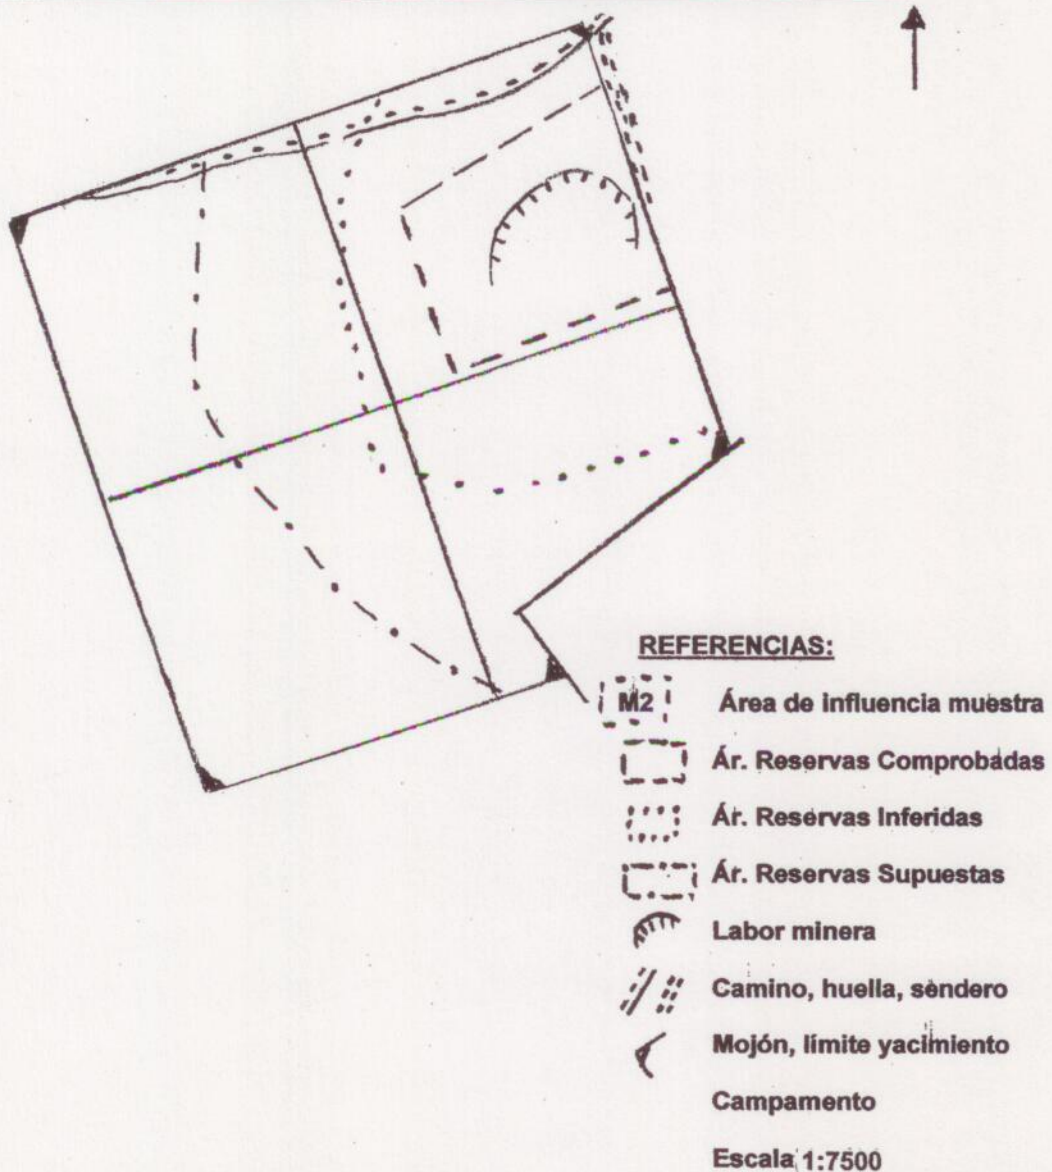 REFERENCIAS:
M2 Área de influencia muestra
Ár. Reservas Comprobadas
Ár. Reservas Inferidas
Ár. Reservas Supuestas
Labor minera
Camino, huella, sendero
Mojón, límite yacimiento
Campamento
Escala 1:7500